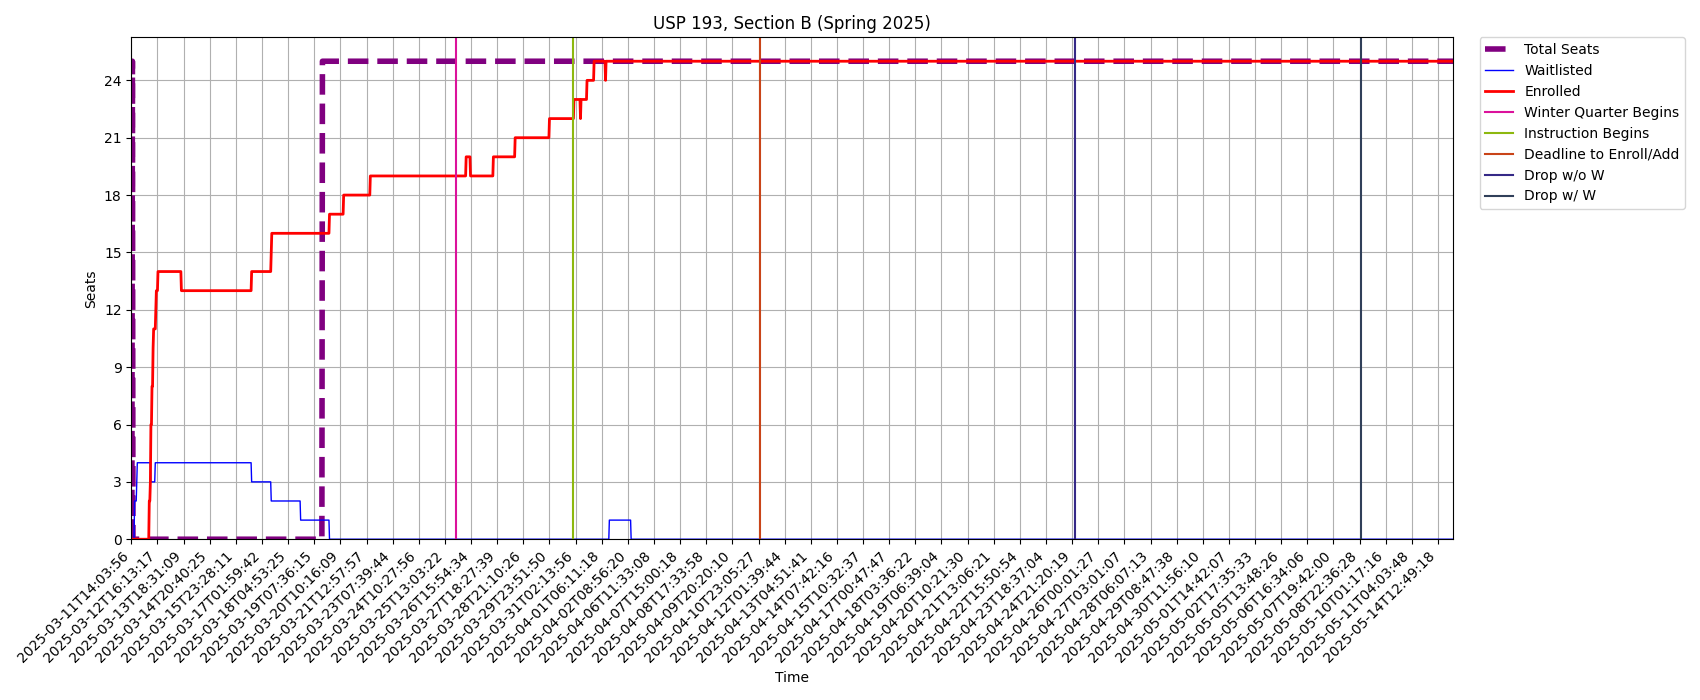 USP 193, Section B (Spring 2025)
Total Seats
Waitlisted
Enrolled
Winter Quarter Begins
Instruction Begins
Deadline to Enroll/Add
Drop w/o W
Drop w/ W
Seats
24
21
18
15
12
9
6
3
0
2025-03-11T14:03:56
2025-03-12T16:13:17
2025-03-13T18:31:09
2025-03-14T20:40:25
2025-03-15T23:28:11
2025-03-17T01:59:42
2025-03-18T04:53:25
2025-03-19T07:36:15
2025-03-20T10:16:09
2025-03-21T12:57:57
2025-03-23T07:39:44
2025-03-24T10:27:56
2025-03-25T13:03:22
2025-03-26T15:54:34
2025-03-27T18:27:39
2025-03-28T21:10:26
2025-03-29T23:51:50
2025-03-31T02:13:56
2025-04-01T06:11:18
2025-04-02T08:56:20
2025-04-06T11:33:09
2025-04-07T15:00:18
2025-04-08T17:33:58
2025-04-09T20:20:10
2025-04-10T23:05:27
2025-04-12T01:39:44
2025-04-13T04:51:41
2025-04-14T07:42:16
2025-04-15T10:32:37
2025-04-17T00:47:47
2025-04-18T03:36:22
2025-04-19T06:39:04
2025-04-20T10:21:30
2025-04-21T13:06:21
2025-04-22T15:50:54
2025-04-23T18:37:04
2025-04-24T21:20:19
2025-04-26T00:01:27
2025-04-27T03:01:07
2025-04-28T06:07:13
2025-04-29T08:47:38
2025-04-30T11:56:10
2025-05-01T14:42:07
2025-05-02T17:35:33
2025-05-05T13:48:26
2025-05-06T16:34:06
2025-05-07T19:42:00
2025-05-08T22:36:28
2025-05-10T01:17:16
2025-05-11T04:03:48
2025-05-14T12:49:18
Time